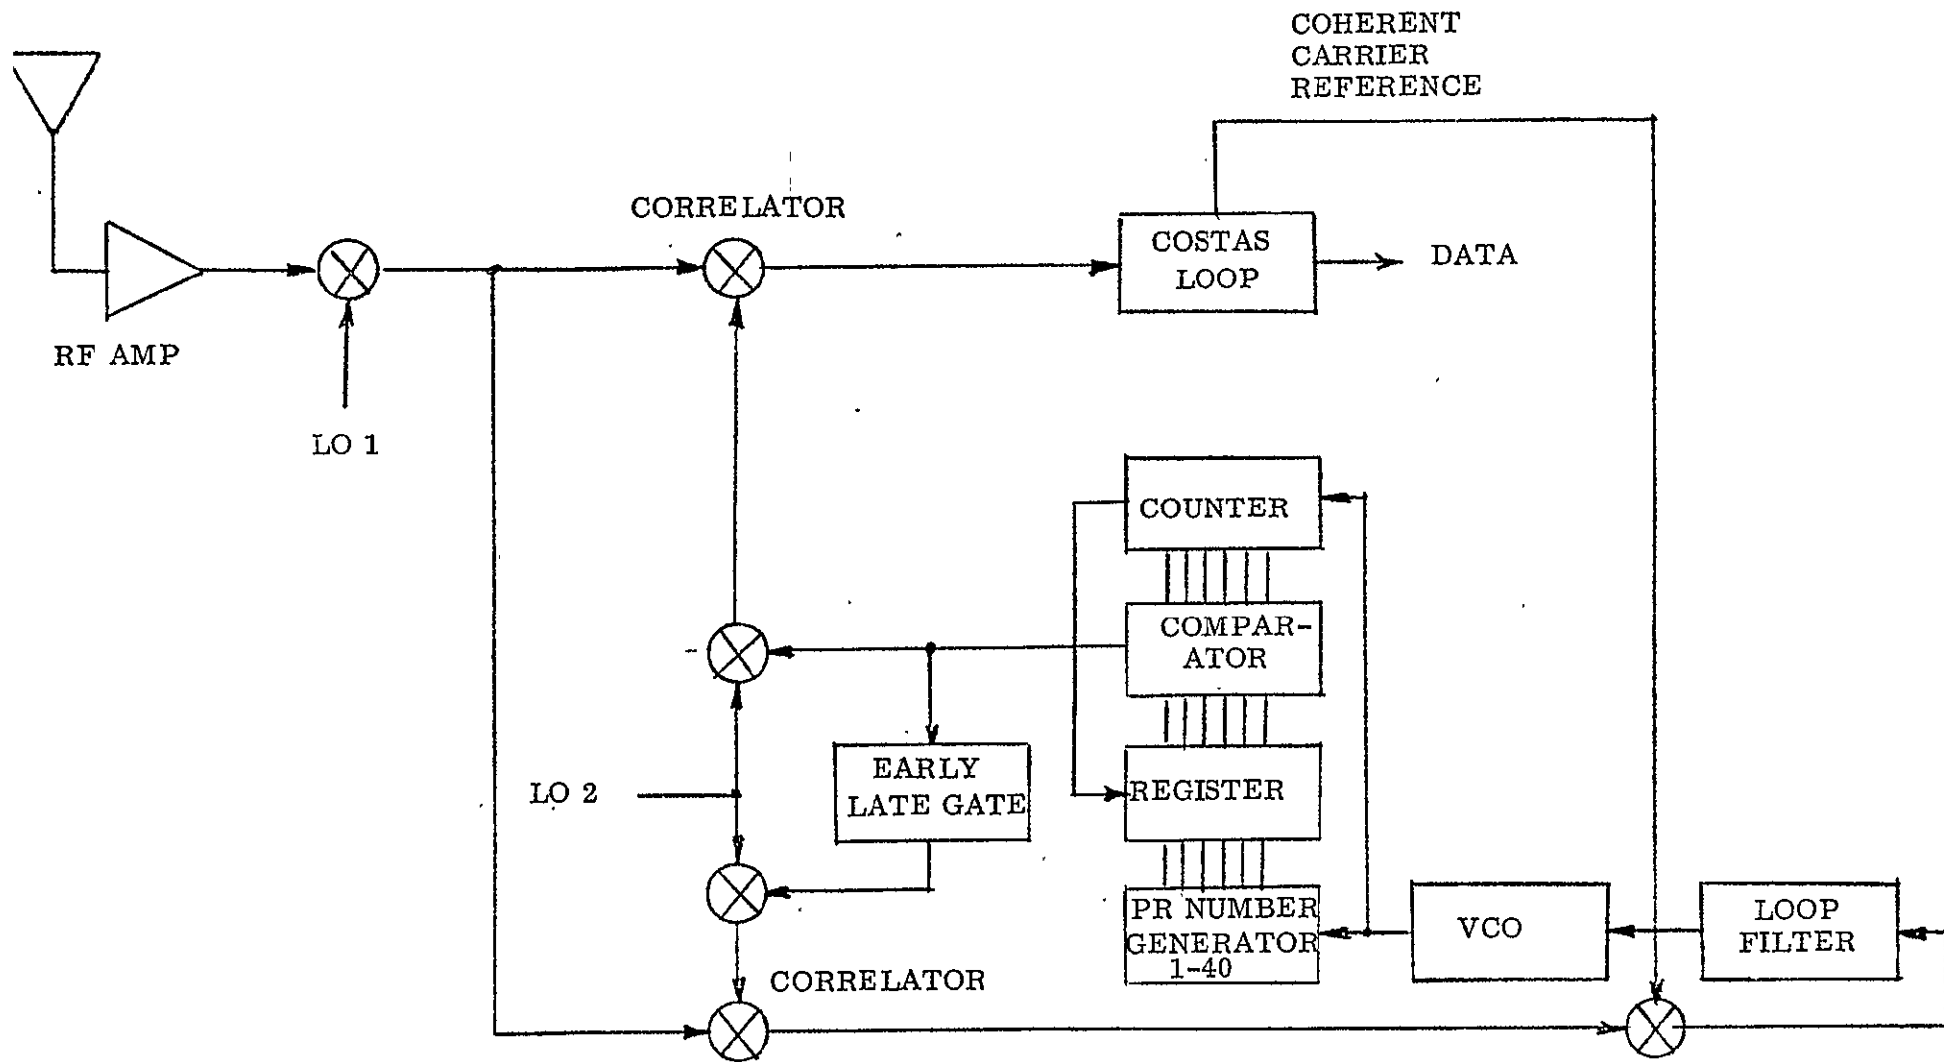 COHERENT
CARRIER
REFERENCE
CORRELATOR
COSTAS
LOOP
DATA
RF AMP
LO 1
COUNTER
COMPAR-
ATOR
EARLY
LATE GATE
LO 2
REGISTER
PR NUMBER
GENERATOR
1-40
VCO
LOOP
FILTER
CORRELATOR